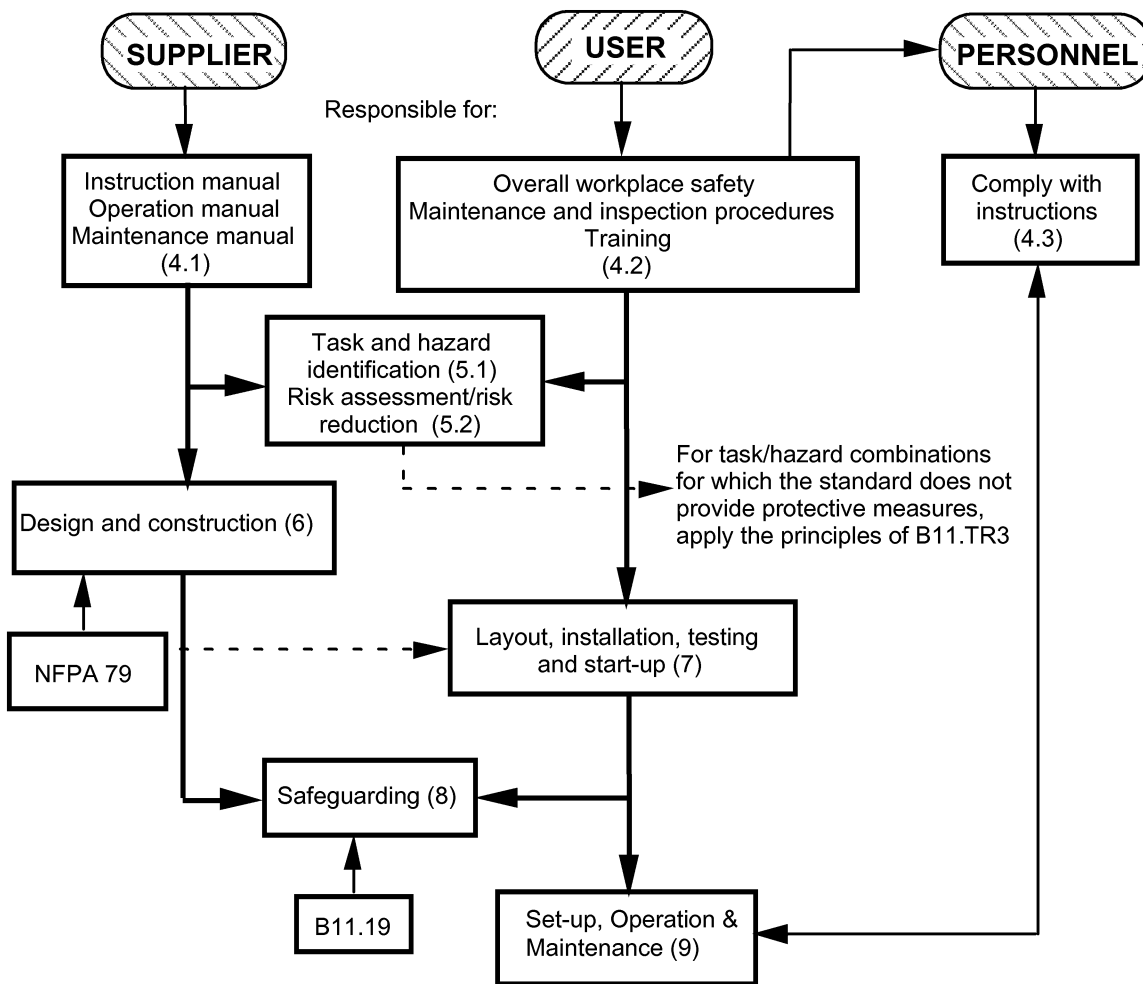 SUPPLIER
USER
PERSONNEL
Responsible for:
Instruction manual
Operation manual
Maintenance manual
(4.1)
Overall workplace safety
Maintenance and inspection procedures
Training
(4.2)
Comply with
instructions
(4.3)
Task and hazard
identification (5.1)
Risk assessment/risk
reduction (5.2)
For task/hazard combinations
for which the standard does not
provide protective measures,
apply the principles of B11.TR3
Design and construction (6)
NFPA 79
Layout, installation, testing
and start-up (7)
Safeguarding (8)
B11.19
Set-up, Operation &
Maintenance (9)